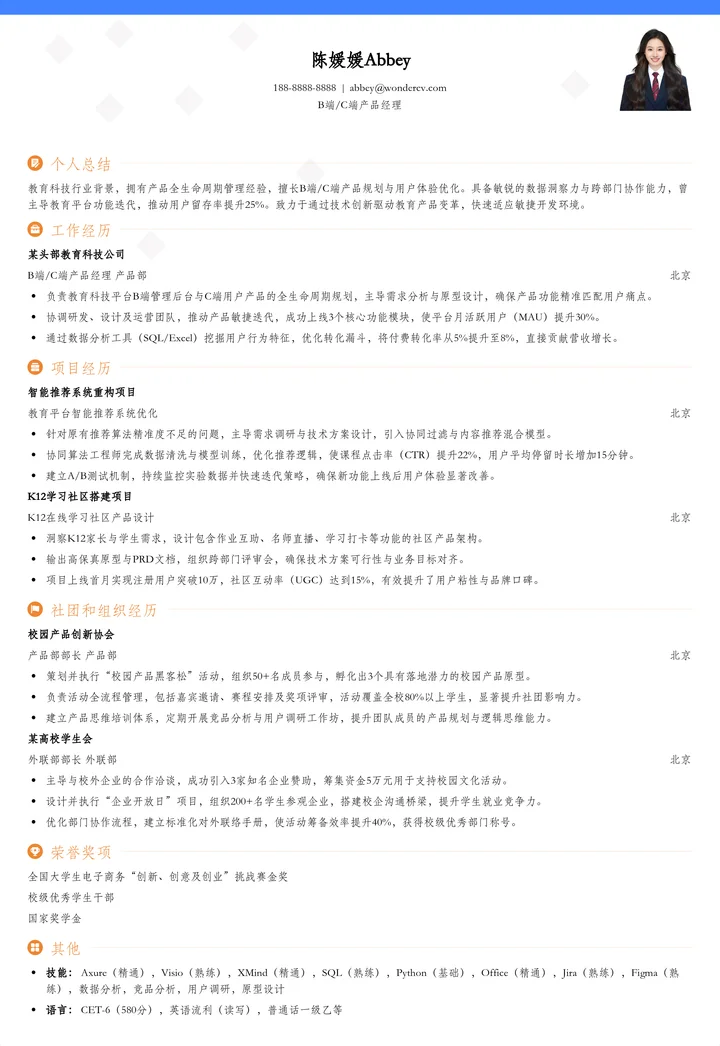 陈媛媛Abbey
188-8888-8888 | abbey@wondercv.com
B端/C端产品经理
个人总结
教育科技行业背景，拥有产品全生命周期管理经验，擅长B端/C端产品规划与用户体验优化。具备敏锐的数据洞察力与跨部门协作能力，曾
主导教育平台功能迭代，推动用户留存率提升25%。致力于通过技术创新驱动教育产品变革，快速适应敏捷开发环境。
工作经历
某头部教育科技公司
B端/C端产品经理 产品部 北京
• 负责教育科技平台B端管理后台与C端用户产品的全生命周期规划，主导需求分析与原型设计，确保产品功能精准匹配用户痛点。
• 协调研发、设计及运营团队，推动产品敏捷迭代，成功上线3个核心功能模块，使平台月活跃用户（MAU）提升30%。
• 通过数据分析工具（SQL/Excel）挖掘用户行为特征，优化转化漏斗，将付费转化率从5%提升至8%，直接贡献营收增长。
项目经历
智能推荐系统重构项目
教育平台智能推荐系统优化 北京
• 针对原有推荐算法精准度不足的问题，主导需求调研与技术方案设计，引入协同过滤与内容推荐混合模型。
• 协同算法工程师完成数据清洗与模型训练，优化推荐逻辑，使课程点击率（CTR）提升22%，用户平均停留时长增加15分钟。
• 建立A/B测试机制，持续监控实验数据并快速迭代策略，确保新功能上线后用户体验显著改善。
K12学习社区搭建项目
K12在线学习社区产品设计 北京
• 洞察K12家长与学生需求，设计包含作业互助、名师直播、学习打卡等功能的社区产品架构。
• 输出高保真原型与PRD文档，组织跨部门评审会，确保技术方案可行性与业务目标对齐。
• 项目上线首月实现注册用户突破10万，社区互动率（UGC）达到15%，有效提升了用户粘性与品牌口碑。
社团和组织经历
校园产品创新协会
产品部部长 产品部 北京
• 策划并执行“校园产品黑客松”活动，组织50+名成员参与，孵化出3个具有落地潜力的校园产品原型。
• 负责活动全流程管理，包括嘉宾邀请、赛程安排及奖项评审，活动覆盖全校80%以上学生，显著提升社团影响力。
• 建立产品思维培训体系，定期开展竞品分析与用户调研工作坊，提升团队成员的产品规划与逻辑思维能力。
某高校学生会
外联部部长 外联部 北京
• 主导与校外企业的合作洽谈，成功引入3家知名企业赞助，筹集资金5万元用于支持校园文化活动。
• 设计并执行“企业开放日”项目，组织200+名学生参观企业，搭建校企沟通桥梁，提升学生就业竞争力。
• 优化部门协作流程，建立标准化对外联络手册，使活动筹备效率提升40%，获得校级优秀部门称号。
荣誉奖项
全国大学生电子商务“创新、创意及创业”挑战赛金奖
校级优秀学生干部
国家奖学金
其他
• 技能： Axure（精通）, Visio（熟练）, XMind（精通）, SQL（熟练）, Python（基础）, Office（精通）, Jira（熟练）, Figma（熟
练）, 数据分析, 竞品分析, 用户调研, 原型设计
• 语言： CET-6（580分）, 英语流利（读写）, 普通话一级乙等